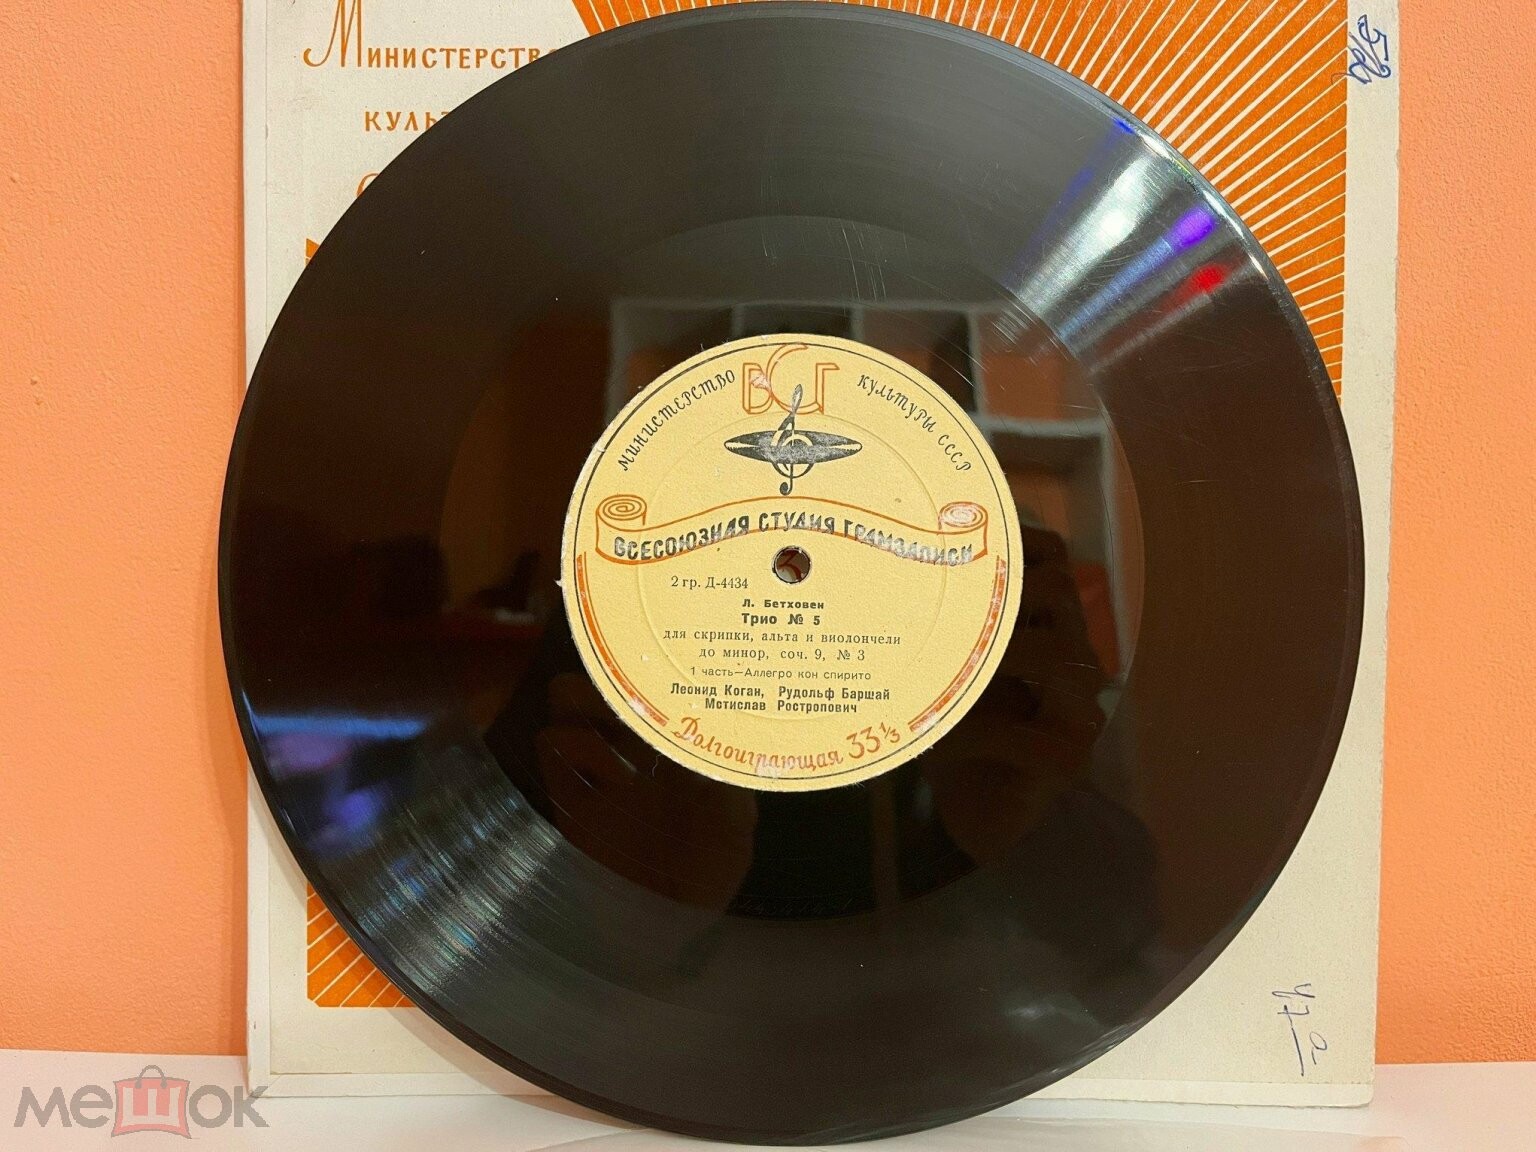 Министерство
ВСГ
МИНИСТЕРСТВО КУЛЬТУРЫ СССР
ВСЕСОЮЗНАЯ СТУДИЯ ГРАМЗАПИСИ
2 гр. Д-4434
Л. Бетховен
Трио № 5
для скрипки, альта и виолончели
до минор, соч. 9, № 3
1 часть—Аллегро кон спирито
Леонид Коган, Рудольф Баршай
Мстислав Ростропович
Долгоиграющая 33⅓
мешок